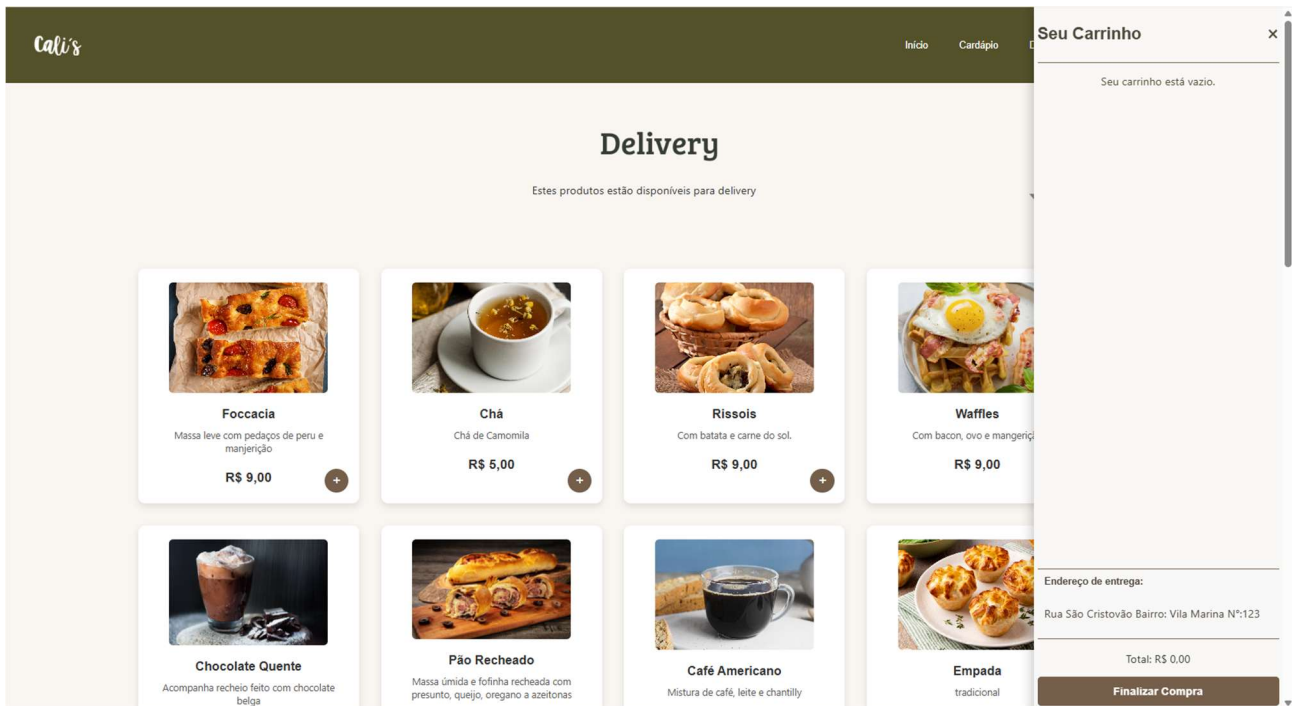 Cali´s
Início
Cardápio
Delivery
Estes produtos estão disponíveis para delivery
Foccacia
Massa leve com pedaços de peru e
manjerição
R$ 9,00
+
Chá
Chá de Camomila
R$ 5,00
+
Rissois
Com batata e carne do sol.
R$ 9,00
+
Waffles
Com bacon, ovo e
R$ 9,00
Chocolate Quente
Acompanha recheio feito com chocolate
belga
Pão Recheado
Massa úmida e fofinha recheada com
presunto, queijo, oregano a azeitonas
Café Americano
Mistura de café, leite e chantilly
Empada
tradicional
Seu Carrinho
×
Seu carrinho está vazio.
Endereço de entrega:
Rua São Cristovão Bairro: Vila Marina N°:123
Total: R$ 0,00
Finalizar Compra